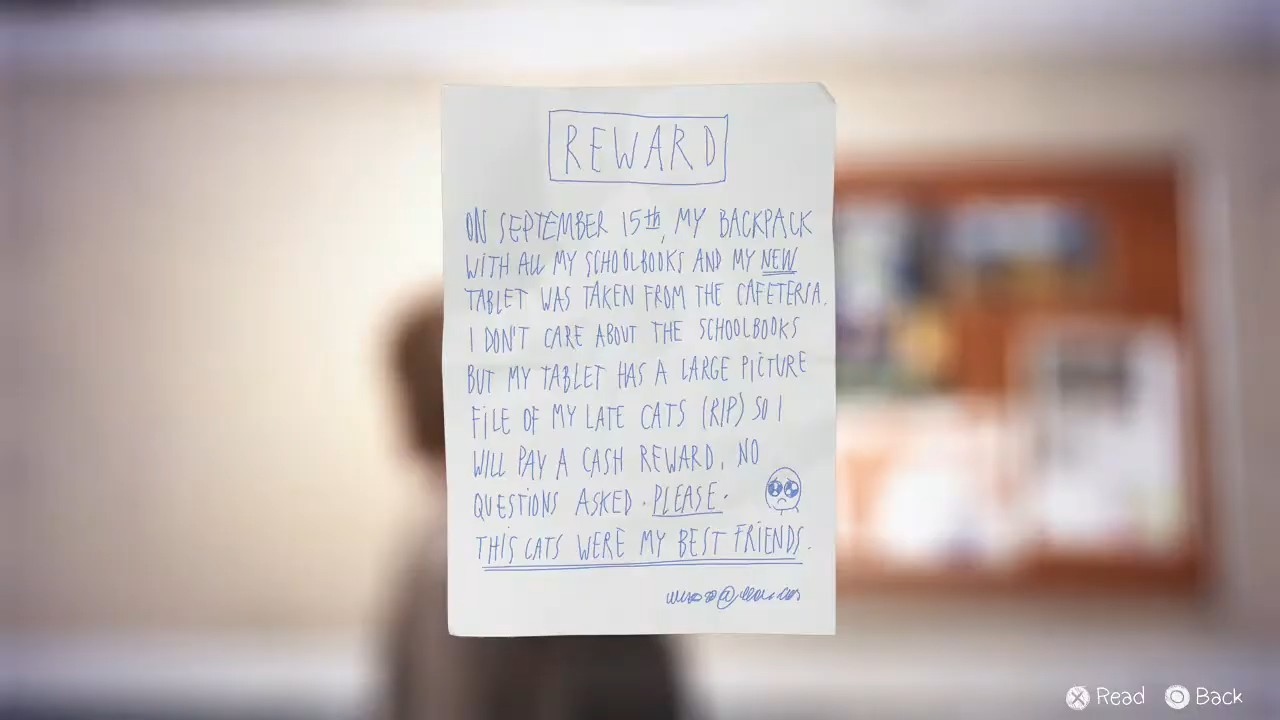 REWARD
ON SEPTEMBER 15th, MY BACKPACK
WITH ALL MY SCHOOLBOOKS AND MY NEW
TABLET WAS TAKEN FROM THE CAFETERIA.
I DON'T CARE ABOUT THE SCHOOLBOOKS
BUT MY TABLET HAS A LARGE PICTURE
FILE OF MY LATE CATS (RIP) SO I
WILL PAY A CASH REWARD, NO
QUESTIONS ASKED. PLEASE.
THIS CATS WERE MY BEST FRIENDS.
Read Back